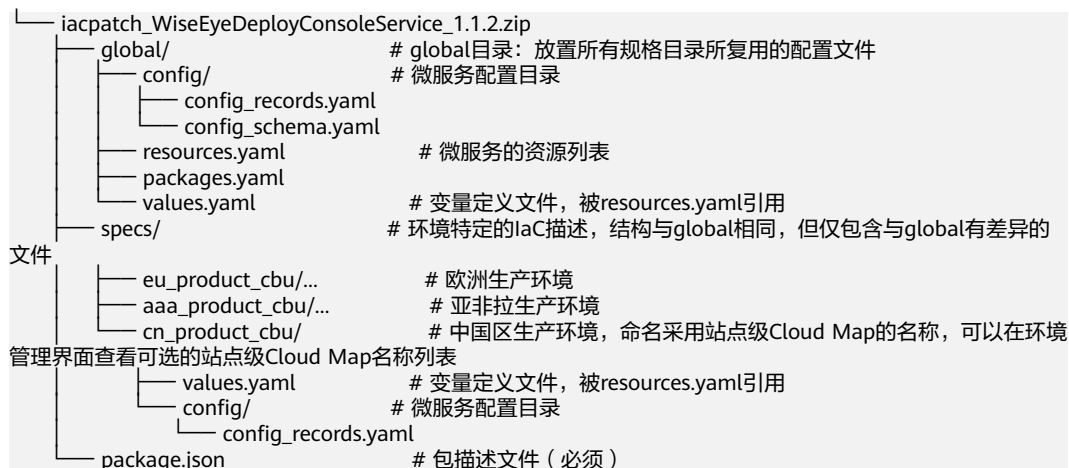 └── iacpatch_WiseEyeDeployConsoleService_1.1.2.zip
├── global/ # global目录：放置所有规格目录所复用的配置文件
│ ├── config/ # 微服务配置目录
│ │ ├── config_records.yaml
│ │ └── config_schema.yaml
│ ├── resources.yaml # 微服务的资源列表
│ ├── packages.yaml
│ └── values.yaml # 变量定义文件，被resources.yaml引用
├── specs/ # 环境特定的IaC描述，结构与global相同，但仅包含与global有差异的
文件
│ ├── eu_product_cbu/... # 欧洲生产环境
│ ├── aaa_product_cbu/... # 亚非拉生产环境
│ └── cn_product_cbu/ # 中国区生产环境，命名采用站点级Cloud Map的名称，可以在环境
管理界面查看可选的站点级Cloud Map名称列表
│ ├── values.yaml # 变量定义文件，被resources.yaml引用
│ └── config/ # 微服务配置目录
│ └── config_records.yaml
└── package.json # 包描述文件（必须）